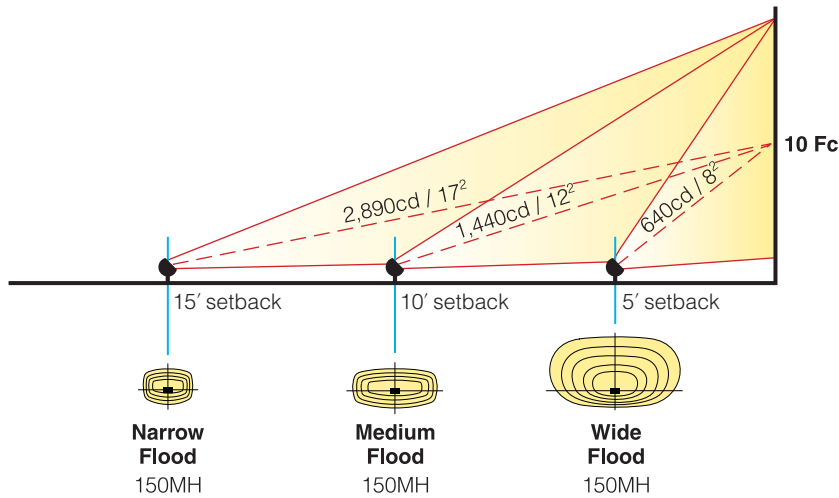 10 Fc
2,890cd / 17²
1,440cd / 12²
640cd / 8²
15′ setback
10′ setback
5′ setback
Narrow
Flood
150MH
Medium
Flood
150MH
Wide
Flood
150MH